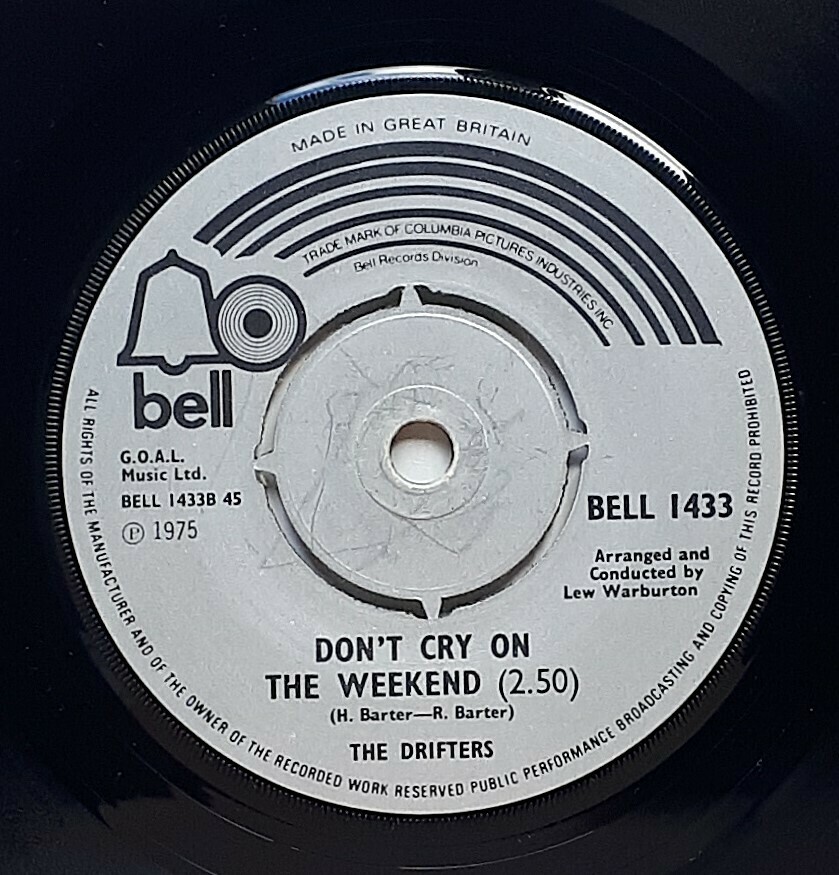 MADE IN GREAT BRITAIN
TRADE MARK OF COLUMBIA PICTURES INDUSTRIES INC.
Bell Records Division
bell
G.O.A.L.
Music Ltd.
BELL 1433B 45
Ⓟ 1975
BELL 1433
Arranged and
Conducted by
Lew Warburton
DON'T CRY ON
THE WEEKEND (2.50)
(H. Barter—R. Barter)
THE DRIFTERS
ALL RIGHTS OF THE MANUFACTURER AND OF THE OWNER OF THE RECORDED WORK RESERVED PUBLIC PERFORMANCE BROADCASTING AND COPYING OF THIS RECORD PROHIBITED